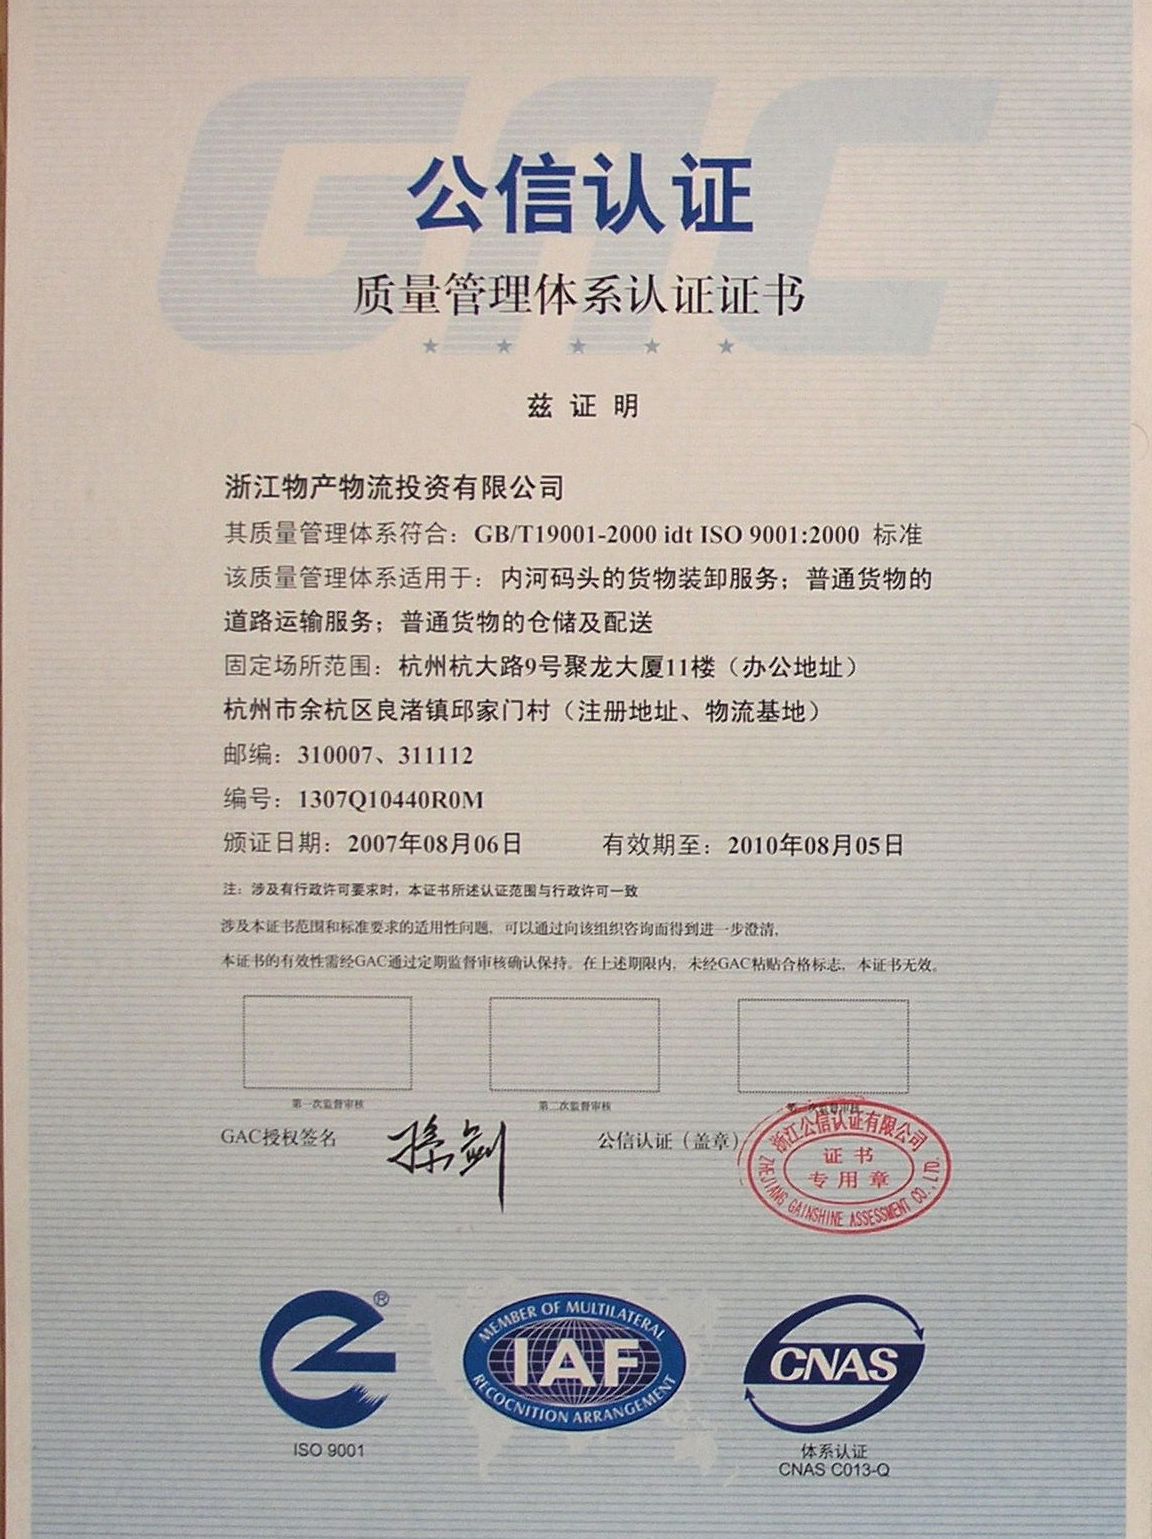 GAC
公信认证
质量管理体系认证证书
兹证明
浙江物产物流投资有限公司
其质量管理体系符合：GB/T19001-2000 idt ISO 9001:2000 标准
该质量管理体系适用于：内河码头的货物装卸服务；普通货物的
道路运输服务；普通货物的仓储及配送
固定场所范围：杭州杭大路9号聚龙大厦11楼（办公地址）
杭州市余杭区良渚镇邱家门村（注册地址、物流基地）
邮编：310007、311112
编号：1307Q10440R0M
颁证日期：2007年08月06日 有效期至：2010年08月05日
注：涉及有行政许可要求时，本证书所述认证范围与行政许可一致
涉及本证书范围和标准要求的适用性问题，可以通过向该组织咨询而得到进一步澄清，
本证书的有效性需经GAC通过定期监督审核确认保持。在上述期限内，未经GAC粘贴合格标志，本证书无效。
第一次监督审核 第二次监督审核 第三次监督审核
GAC授权签名 孙剑 公信认证（盖章）
浙江公信认证有限公司
证书
专用章
ZHEJIANG GAINSHINE ASSESSMENT CO.,LTD.
®
ISO 9001
MEMBER OF MULTILATERAL
IAF
RECOCNITION ARRANGEMENT
CNAS
体系认证
CNAS C013-Q